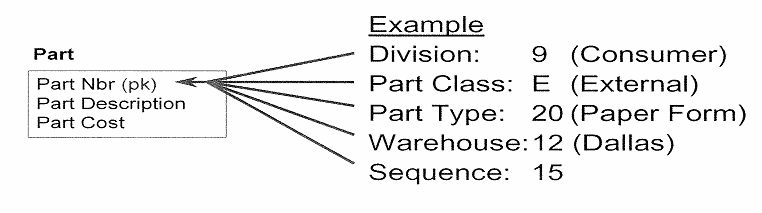 Example
Part
Division: 9 (Consumer)
Part Nbr (pk)
Part Class: E (External)
Part Description
Part Type: 20 (Paper Form)
Part Cost
Warehouse: 12 (Dallas)
Sequence: 15